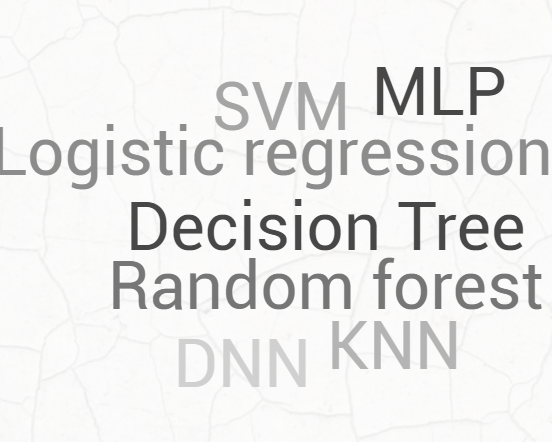 SVM MLP
Logistic regression
Decision Tree
Random forest
DNN KNN